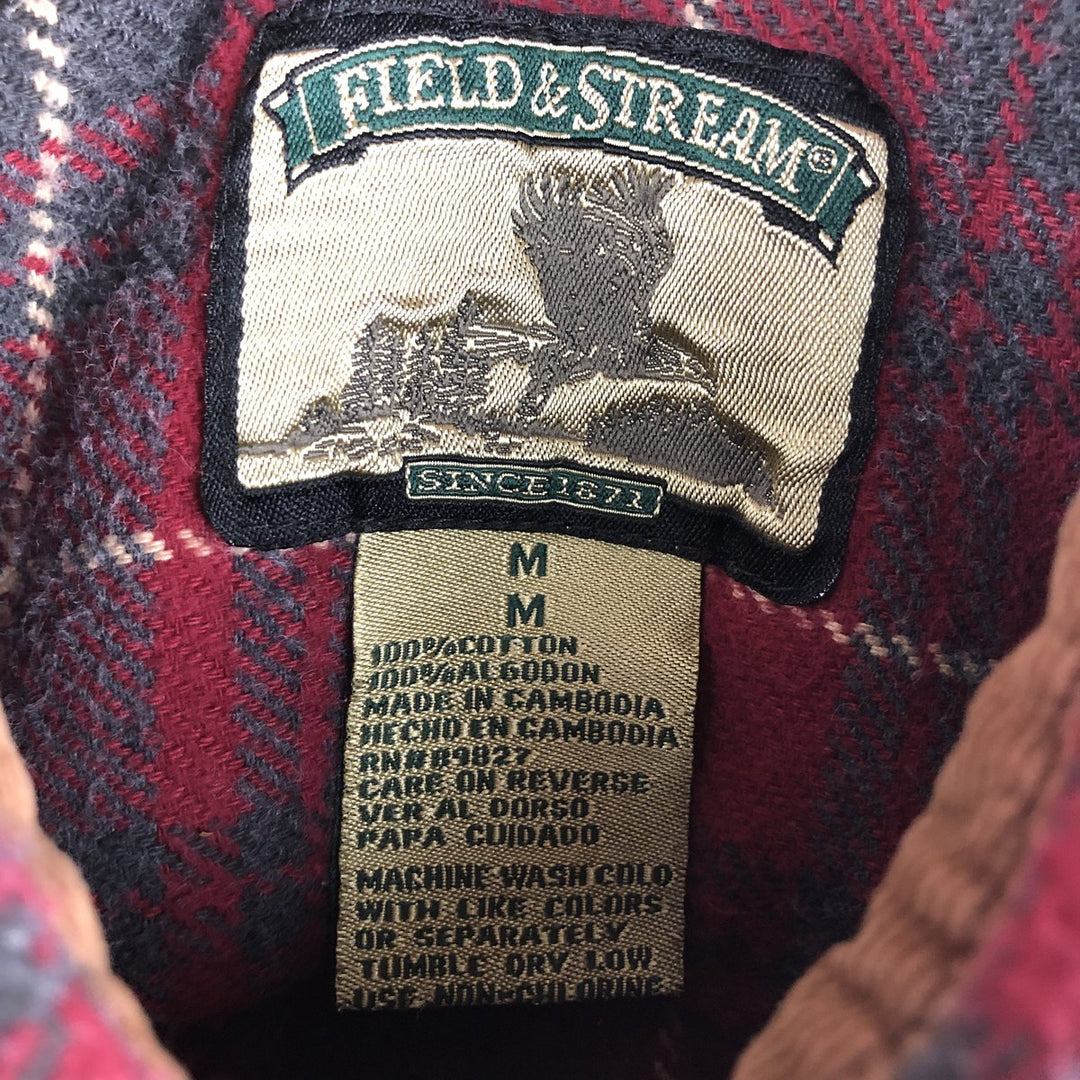 FIELD & STREAM®
SINCE 1871
M
M
100% COTTON
100% ALGODON
MADE IN CAMBODIA
HECHO EN CAMBODIA
RN# 89827
CARE ON REVERSE
VER AL DORSO
PARA CUIDADO
MACHINE WASH COLD
WITH LIKE COLORS
OR SEPARATELY
TUMBLE DRY LOW
USE NON-CHLORINE